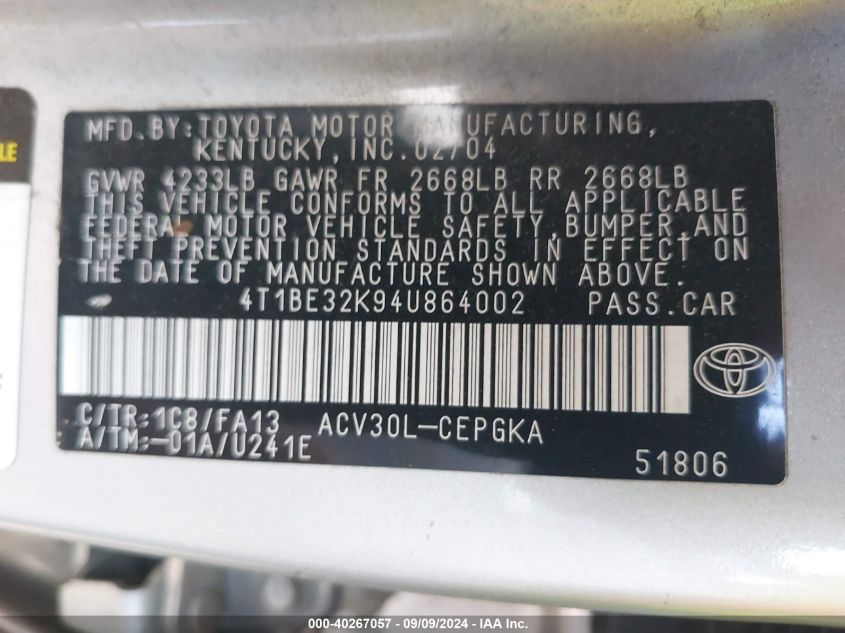 LE
MFD.BY:TOYOTA MOTOR MANUFACTURING,
KENTUCKY,INC.02/04
GVWR 4233LB GAWR FR 2668LB RR 2668LB
THIS VEHICLE CONFORMS TO ALL APPLICABLE
FEDERAL MOTOR VEHICLE SAFETY,BUMPER,AND
THEFT PREVENTION STANDARDS IN EFFECT ON
THE DATE OF MANUFACTURE SHOWN ABOVE.
4T1BE32K94U864002 PASS.CAR
C/TR:1C8/FA13 ACV30L-CEPGKA
A/TM:-01A/U241E
51806
000-40267057 - 09/09/2024 - IAA Inc.